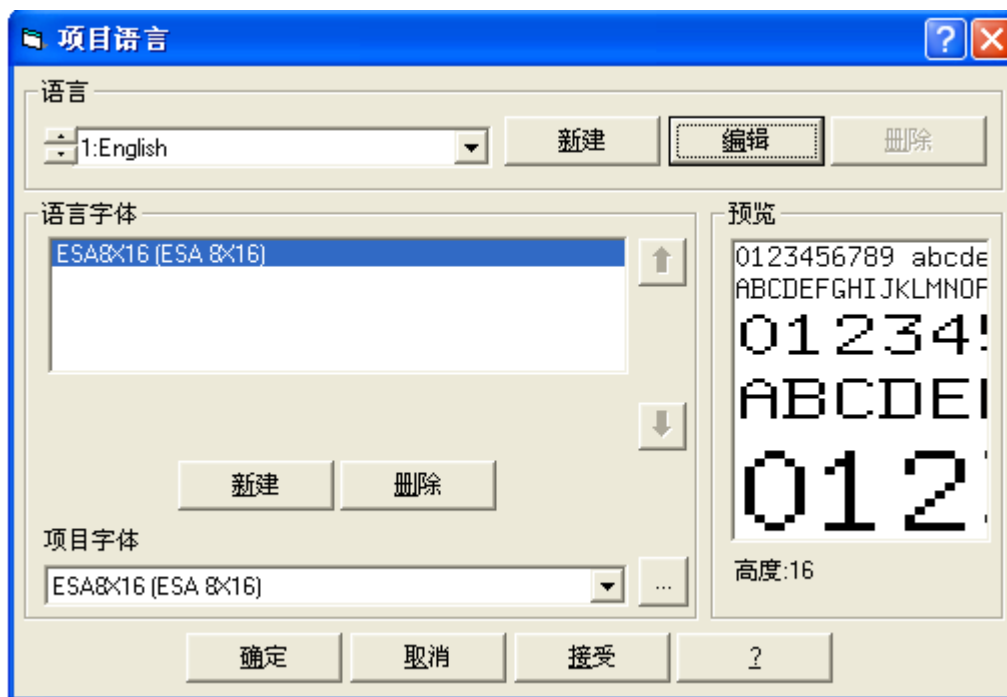 项目语言
语言
1:English
新建
编辑
删除
语言字体
ESA8X16 (ESA 8X16)
新建
删除
项目字体
ESA8X16 (ESA 8X16)
...
预览
0123456789 abcde
ABCDEFGHIJKLMNOP
01234
ABCDE
012
高度:16
确定
取消
接受
?